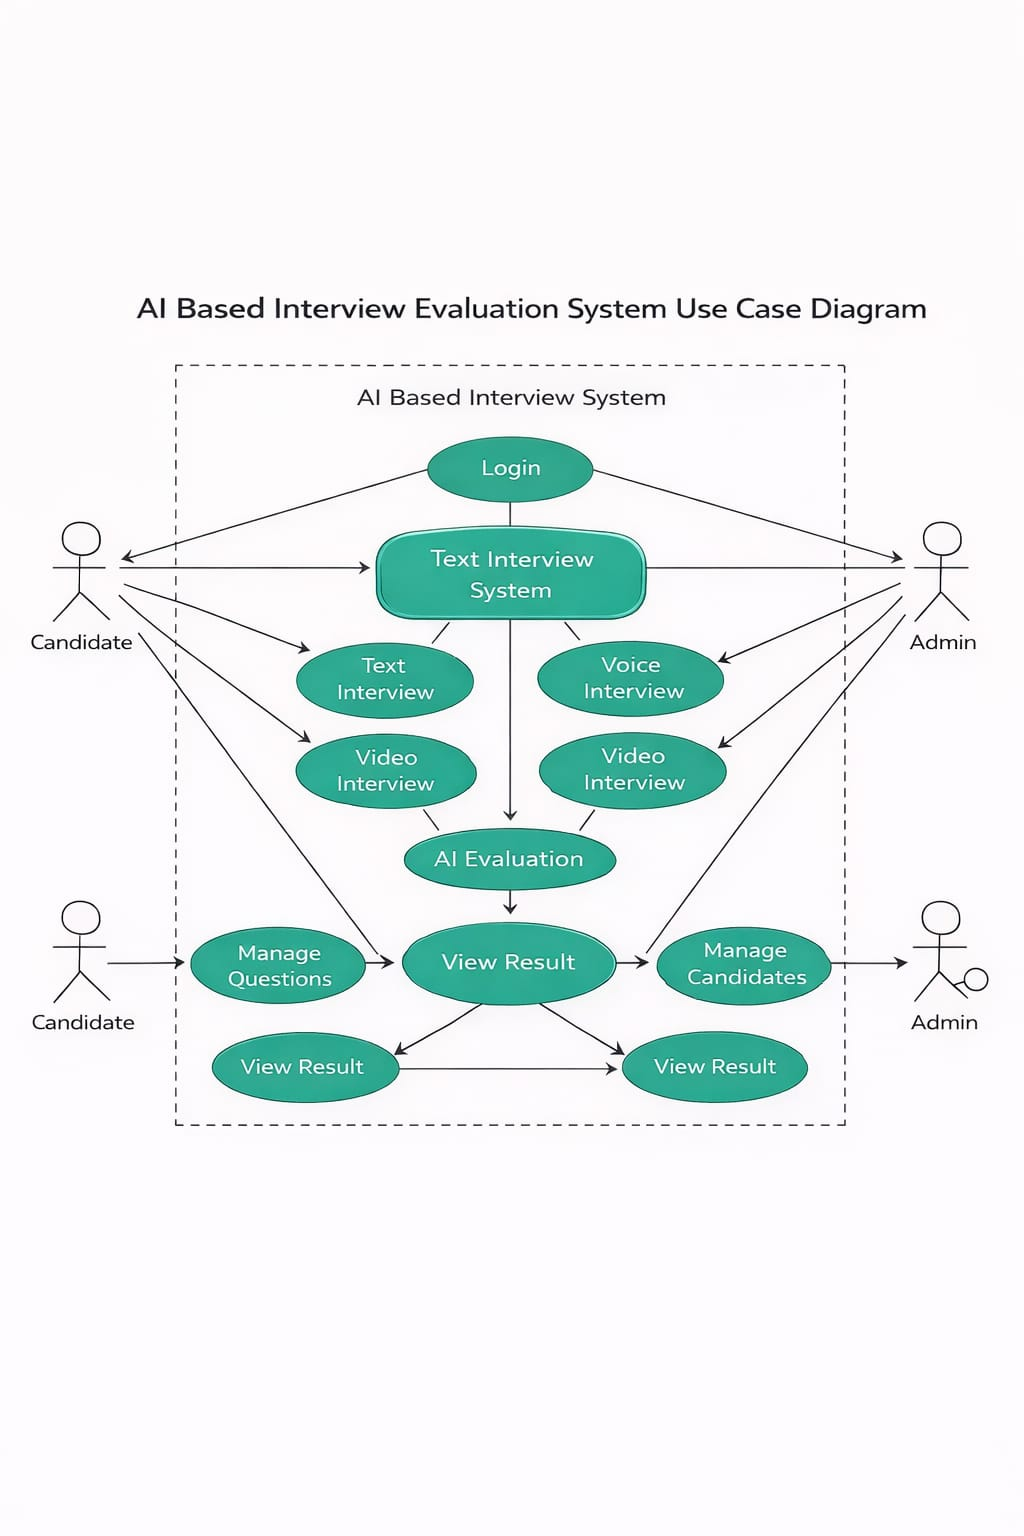 AI Based Interview Evaluation System Use Case Diagram
AI Based Interview System
Login
Text Interview
System
Candidate
Admin
Text
Interview
Voice
Interview
Video
Interview
Video
Interview
AI Evaluation
Manage
Questions
View Result
Manage
Candidates
Candidate
Admin
View Result
View Result